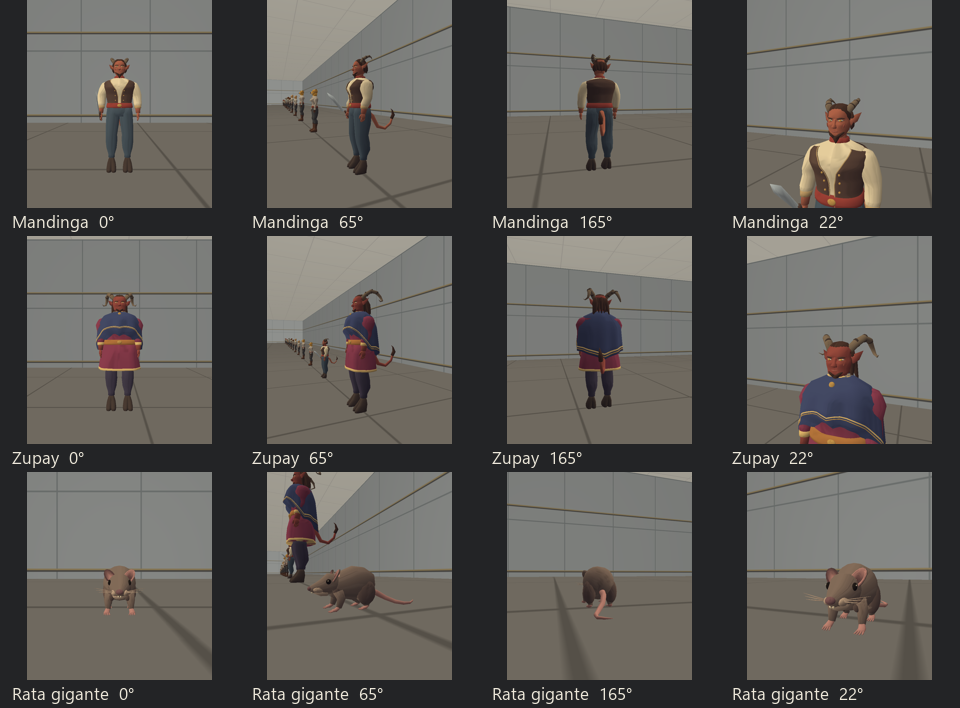 Mandinga 0°
Mandinga 65°
Mandinga 165°
Mandinga 22°
Zupay 0°
Zupay 65°
Zupay 165°
Zupay 22°
Rata gigante 0°
Rata gigante 65°
Rata gigante 165°
Rata gigante 22°